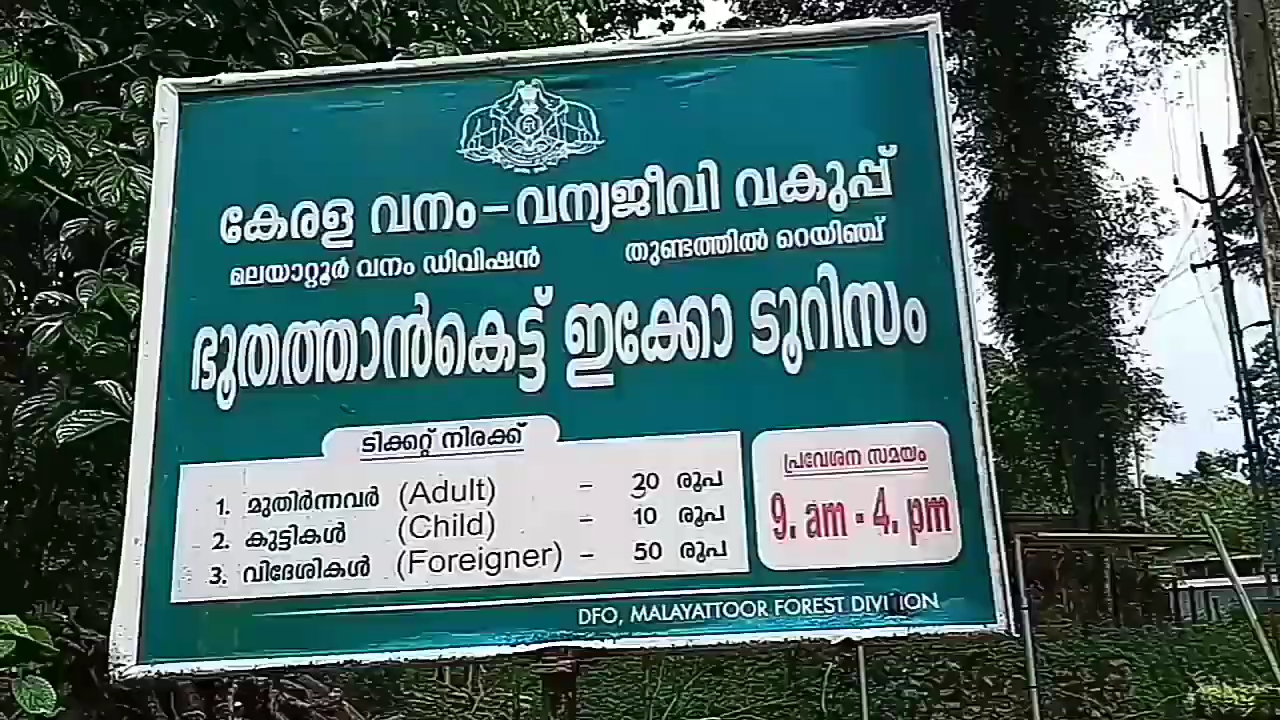 കേരള വനം - വന്യജീവി വകുപ്പ്
മലയാറ്റൂർ വനം ഡിവിഷൻ തുണ്ടത്തിൽ റെയിഞ്ച്
ഭൂതത്താൻകെട്ട് ഇക്കോ ടൂറിസം
ടിക്കറ്റ് നിരക്ക്
1. മുതിർന്നവർ (Adult) - 20 രൂപ
2. കുട്ടികൾ (Child) - 10 രൂപ
3. വിദേശികൾ (Foreigner) - 50 രൂപ
പ്രവേശന സമയം
9. am - 4. pm
DFO, MALAYATTOOR FOREST DIVISION